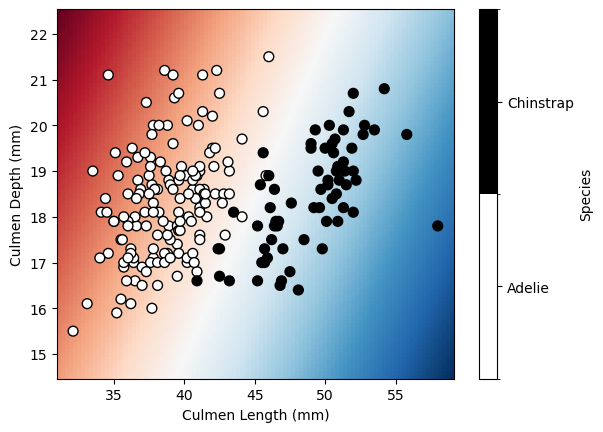 22
21
20
19
18
17
16
15
Culmen Depth (mm)
35
40
45
50
55
Culmen Length (mm)
Chinstrap
Adelie
Species